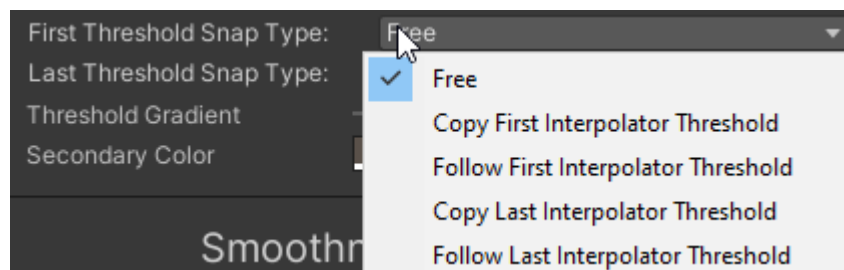 First Threshold Snap Type: Free
Last Threshold Snap Type:
Free
Threshold Gradient
Copy First Interpolator Threshold
Secondary Color
Follow First Interpolator Threshold
Copy Last Interpolator Threshold
Follow Last Interpolator Threshold